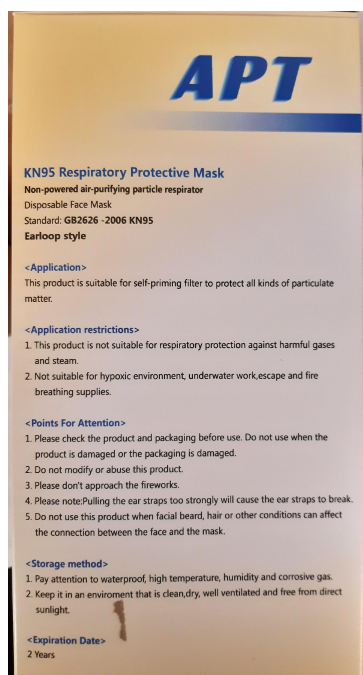 APT
KN95 Respiratory Protective Mask
Non-powered air-purifying particle respirator
Disposable Face Mask
Standard: GB2626 -2006 KN95
Earloop style
<Application>
This product is suitable for self-priming filter to protect all kinds of particulate
matter.
<Application restrictions>
1. This product is not suitable for respiratory protection against harmful gases
and steam.
2. Not suitable for hypoxic environment, underwater work,escape and fire
breathing supplies.
<Points For Attention>
1. Please check the product and packaging before use. Do not use when the
product is damaged or the packaging is damaged.
2. Do not modify or abuse this product.
3. Please don't approach the fireworks.
4. Please note:Pulling the ear straps too strongly will cause the ear straps to break.
5. Do not use this product when facial beard, hair or other conditions can affect
the connection between the face and the mask.
<Storage method>
1. Pay attention to waterproof, high temperature, humidity and corrosive gas.
2. Keep it in an enviroment that is clean,dry, well ventilated and free from direct
sunlight.
<Expiration Date>
2 Years